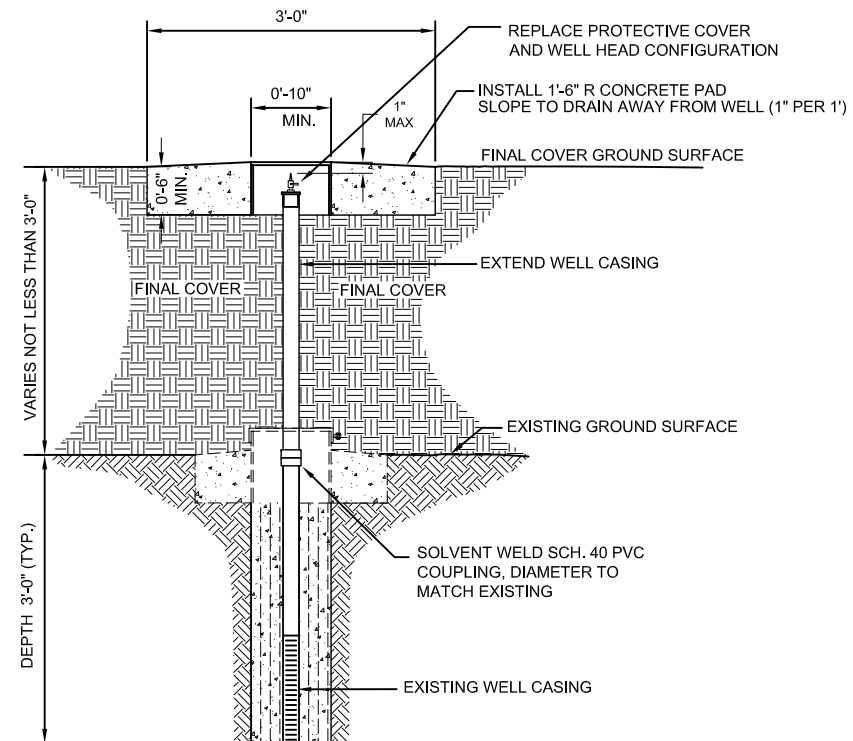 3'-0"
REPLACE PROTECTIVE COVER
AND WELL HEAD CONFIGURATION
0'-10"
MIN.
1"
MAX
INSTALL 1'-6" R CONCRETE PAD
SLOPE TO DRAIN AWAY FROM WELL (1" PER 1')
FINAL COVER GROUND SURFACE
0'-6"
MIN.
VARIES NOT LESS THAN 3'-0"
EXTEND WELL CASING
FINAL COVER
FINAL COVER
EXISTING GROUND SURFACE
SOLVENT WELD SCH. 40 PVC
COUPLING, DIAMETER TO
MATCH EXISTING
DEPTH 3'-0" (TYP.)
EXISTING WELL CASING